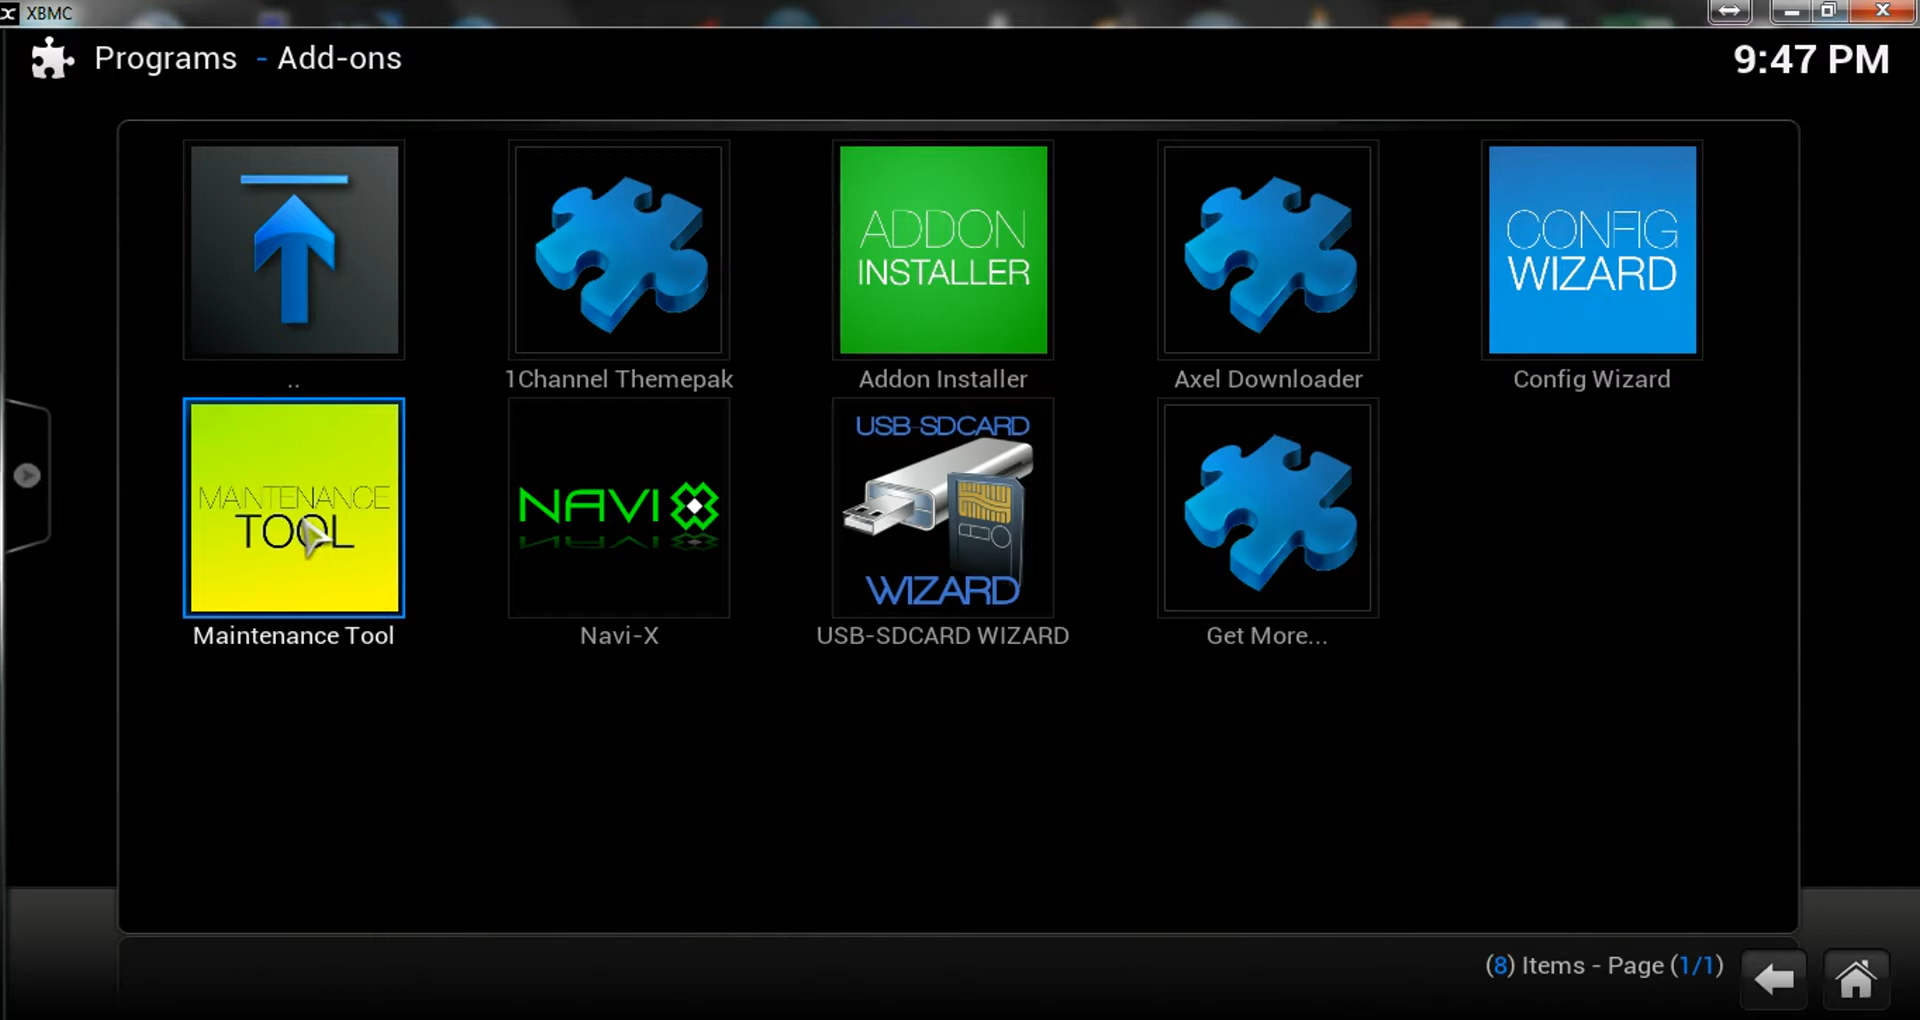 XBMC
Programs - Add-ons
9:47 PM
ADDON
INSTALLER
CONFIG
WIZARD
..
1Channel Themepak
Addon Installer
Axel Downloader
Config Wizard
MANTENANCE
TOOL
NAVI X
USB-SDCARD
WIZARD
Maintenance Tool
Navi-X
USB-SDCARD WIZARD
Get More...
(8) Items - Page (1/1)